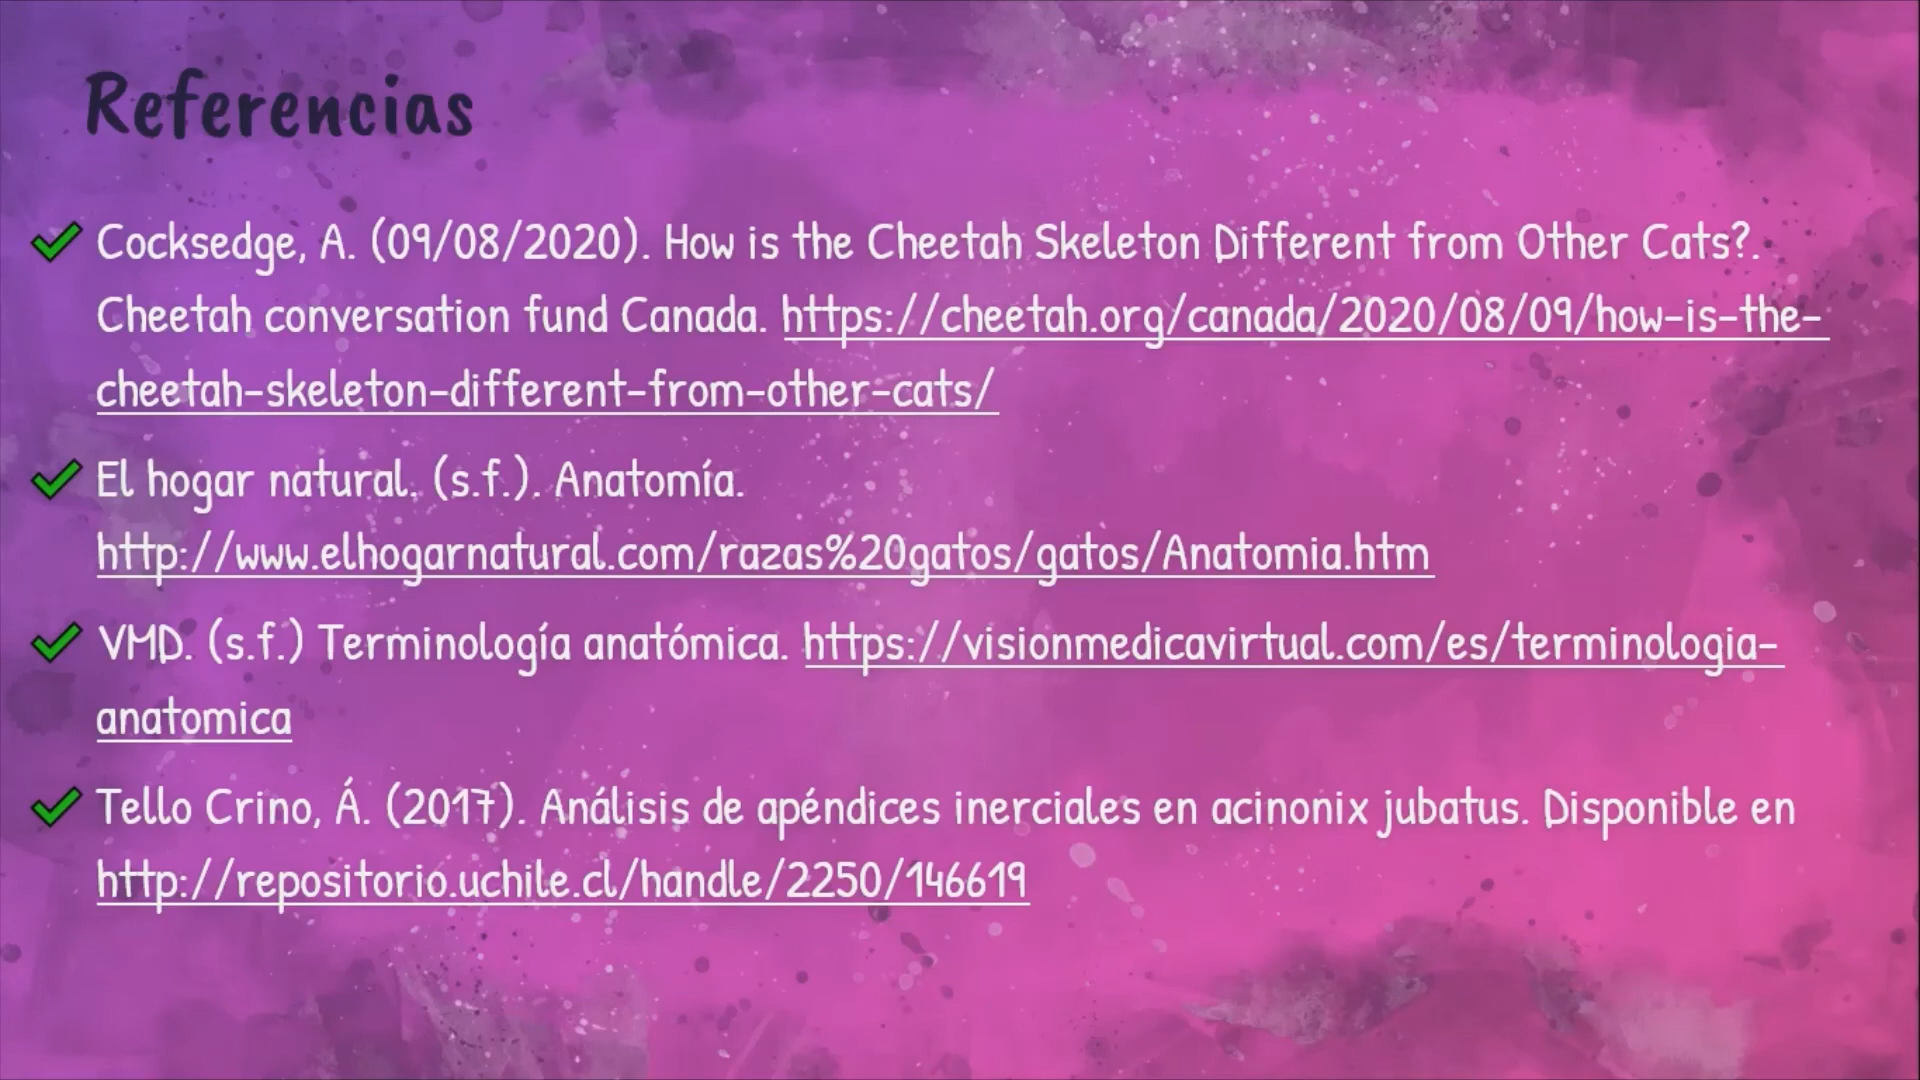 Referencias
Cocksedge, A. (09/08/2020). How is the Cheetah Skeleton Different from Other Cats?.
Cheetah conversation fund Canada. https://cheetah.org/canada/2020/08/09/how-is-the-
cheetah-skeleton-different-from-other-cats/
El hogar natural. (s.f.). Anatomía.
http://www.elhogarnatural.com/razas%20gatos/gatos/Anatomia.htm
VMD. (s.f.) Terminología anatómica. https://visionmedicavirtual.com/es/terminologia-
anatomica
Tello Crino, Á. (2017). Análisis de apéndices inerciales en acinonix jubatus. Disponible en
http://repositorio.uchile.cl/handle/2250/146619